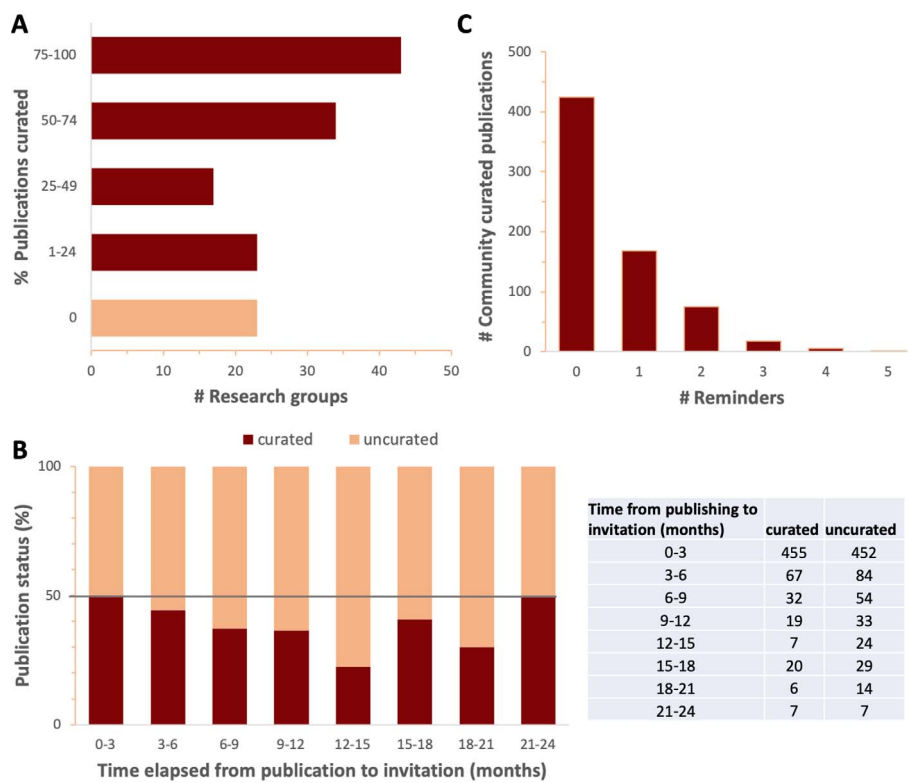 A
% Publications curated
75-100
50-74
25-49
1-24
0
0 10 20 30 40 50
# Research groups
C
# Community curated publications
500
400
300
200
100
0
0 1 2 3 4 5
# Reminders
B
curated uncurated
Publication status (%)
100
50
0
0-3 3-6 6-9 9-12 12-15 15-18 18-21 21-24
Time elapsed from publication to invitation (months)
Time from publishing to
invitation (months) curated uncurated
0-3 455 452
3-6 67 84
6-9 32 54
9-12 19 33
12-15 7 24
15-18 20 29
18-21 6 14
21-24 7 7